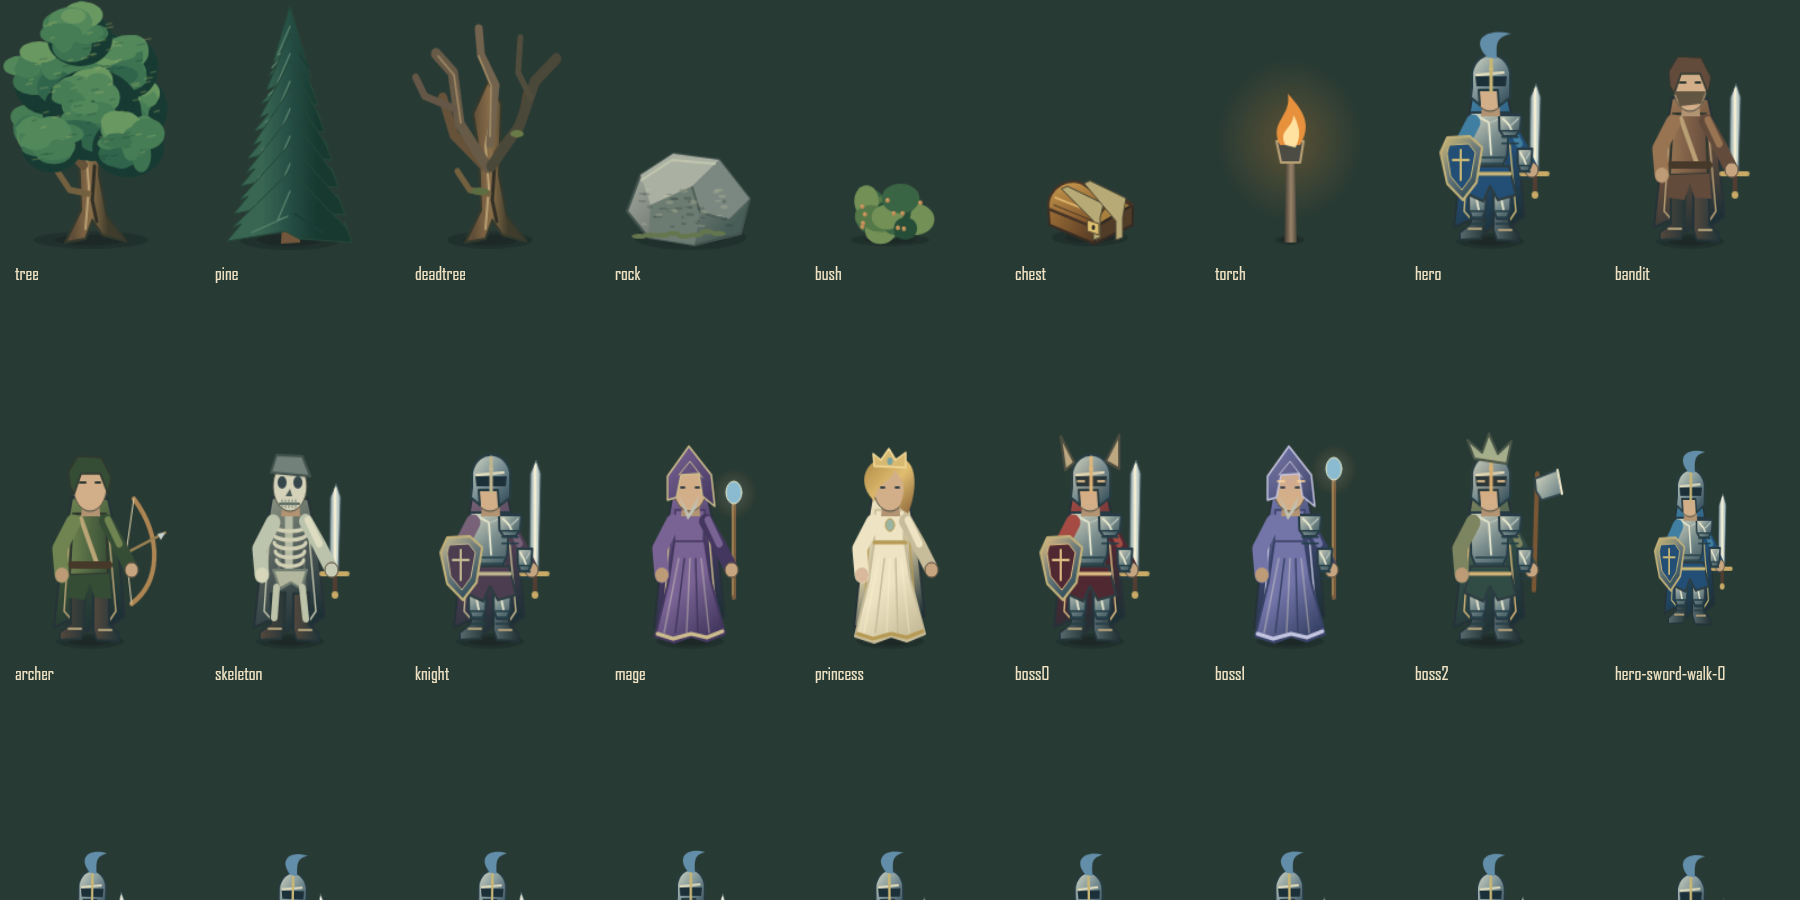 tree
pine
deadtree
rock
bush
chest
torch
hero
bandit
archer
skeleton
knight
mage
princess
boss0
boss1
boss2
hero-sword-walk-0